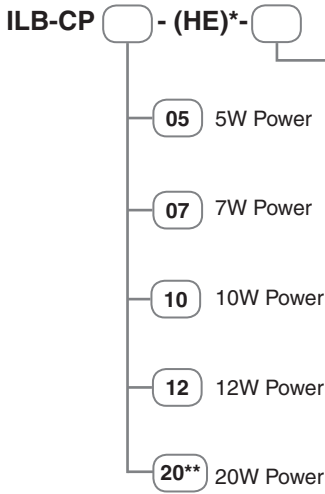 ILB-CP - (HE)*-
05 5W Power
07 7W Power
10 10W Power
12 12W Power
20** 20W Power